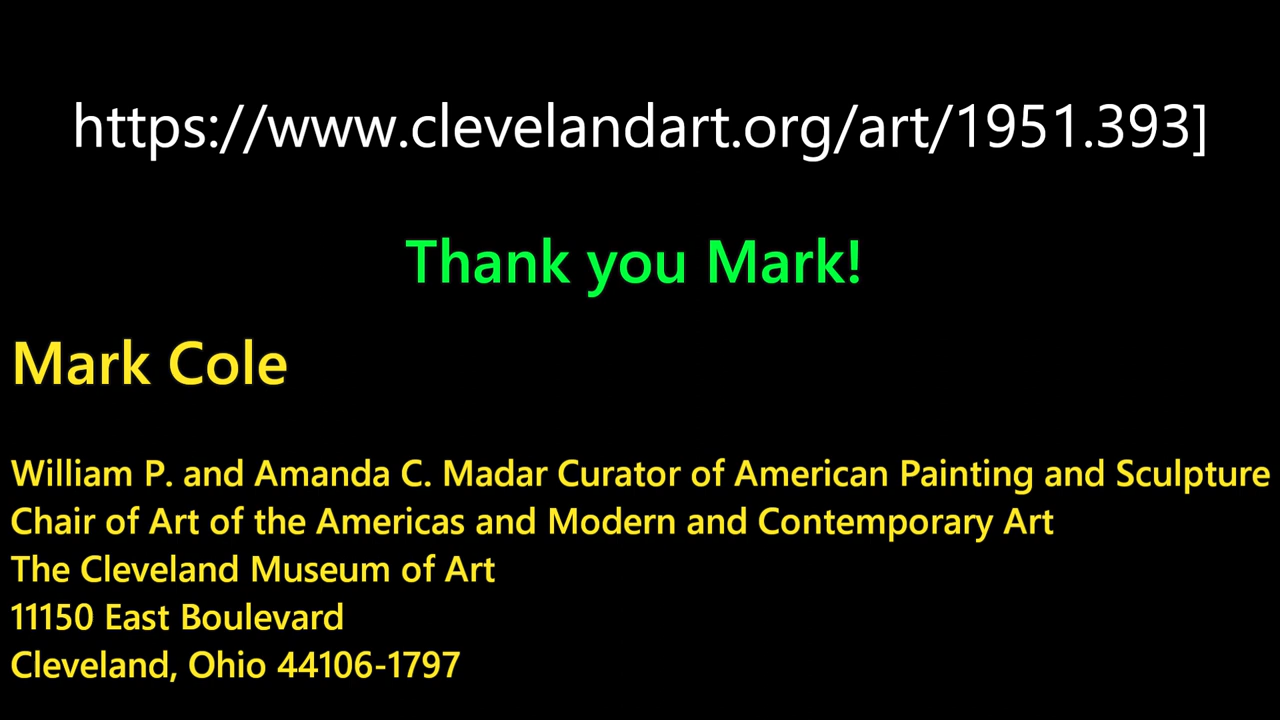 https://www.clevelandart.org/art/1951.393]
Thank you Mark!
Mark Cole
William P. and Amanda C. Madar Curator of American Painting and Sculpture
Chair of Art of the Americas and Modern and Contemporary Art
The Cleveland Museum of Art
11150 East Boulevard
Cleveland, Ohio 44106-1797